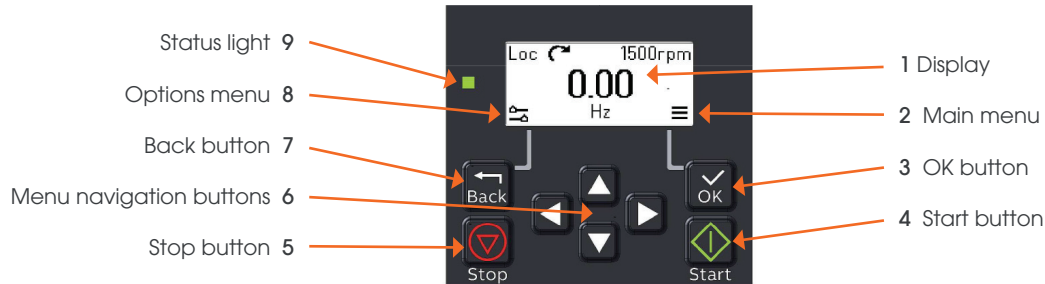 Status light 9
Options menu 8
Back button 7
Menu navigation buttons 6
Stop button 5
Loc 1500rpm
0.00
Hz
Back
OK
Stop
Start
1 Display
2 Main menu
3 OK button
4 Start button